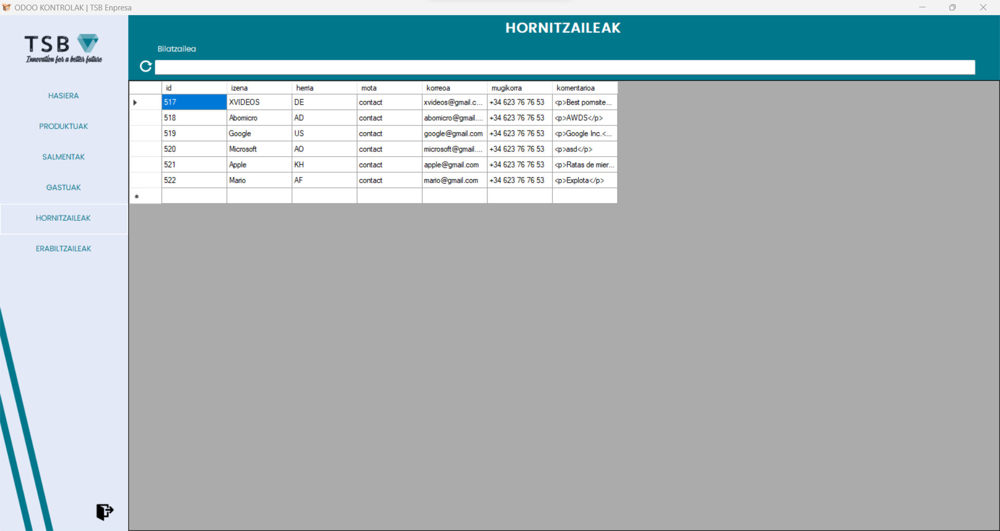 ODOO KONTROLAK | TSB Enpresa
TSB
Innovation for a better future
HASIERA
PRODUKTUAK
SALMENTAK
GASTUAK
HORNITZAILEAK
ERABILTZAILEAK
HORNITZAILEAK
Bilatzailea
id izena herria mota korreoa mugikorra komentarioa
517 XVIDEOS DE contact xvideos@gmail.c... +34 623 76 76 53 <p>Best pornsite...
518 Abomicro AD contact abomicro@gmail.... +34 623 76 76 53 <p>AWDS</p>
519 Google US contact google@gmail.com +34 623 76 76 53 <p>Google Inc.<...
520 Microsoft AO contact microsoft@gmail.... +34 623 76 76 53 <p>asd</p>
521 Apple KH contact apple@gmail.com +34 623 76 76 53 <p>Ratas de mier...
522 Mario AF contact mario@gmail.com +34 623 76 76 53 <p>Explota</p>